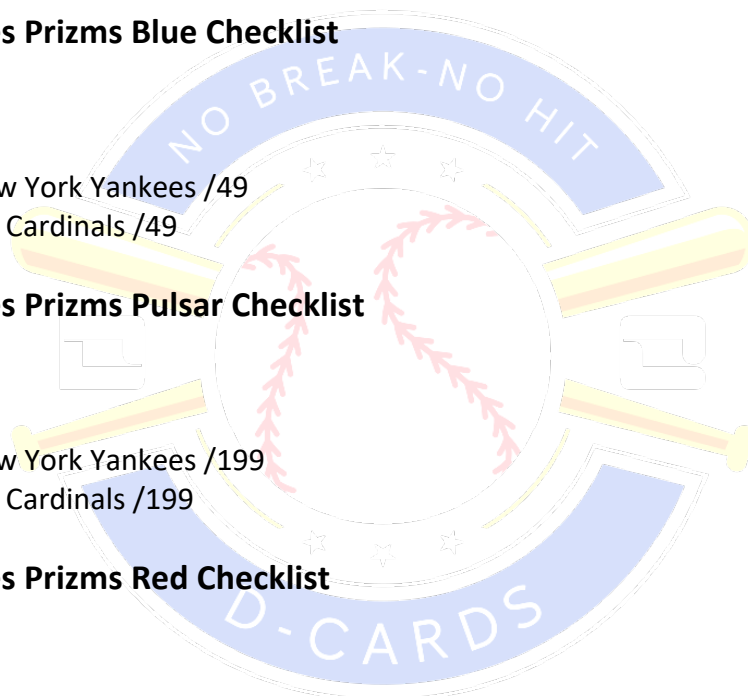 s Prizms Blue Checklist
NO BREAK-NO HIT
w York Yankees /49
Cardinals /49
s Prizms Pulsar Checklist
w York Yankees /199
Cardinals /199
s Prizms Red Checklist
D-CARDS